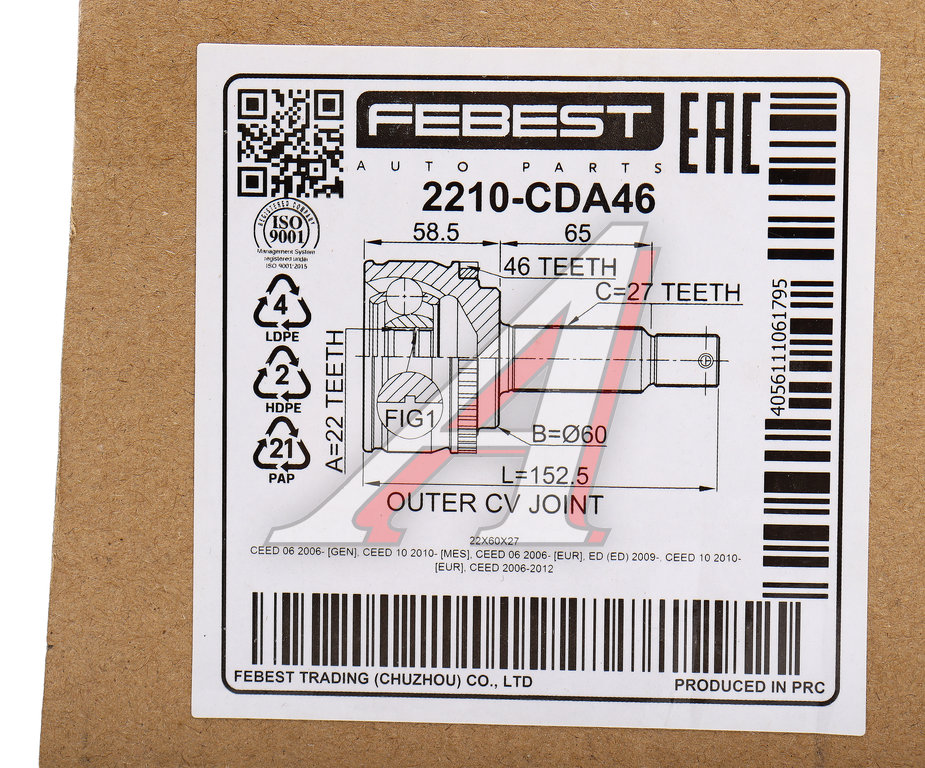 FEBEST
EAC
AUTO PARTS
2210-CDA46
REGISTERED COMPANY
ISO
9001
Management System
registered under
ISO 9001:2015
58.5
65
46 TEETH
C=27 TEETH
4
LDPE
2
HDPE
21
PAP
A=22 TEETH
FIG1
B=Ø60
L=152.5
OUTER CV JOINT
4056111061795
22X60X27
CEED 06 2006- [GEN], CEED 10 2010- [MES], CEED 06 2006- [EUR], ED (ED) 2009-, CEED 10 2010-
[EUR], CEED 2006-2012
FEBEST TRADING (CHUZHOU) CO., LTD
PRODUCED IN PRC